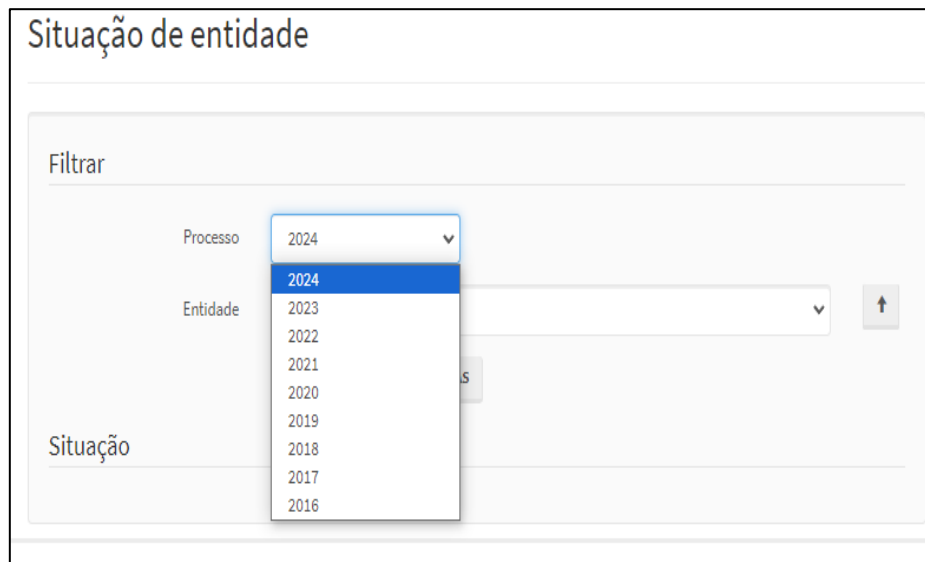 Situação de entidade
Filtrar
Processo 2024
2024
Entidade 2023
2022
2021
2020
2019
Situação 2018
2017
2016